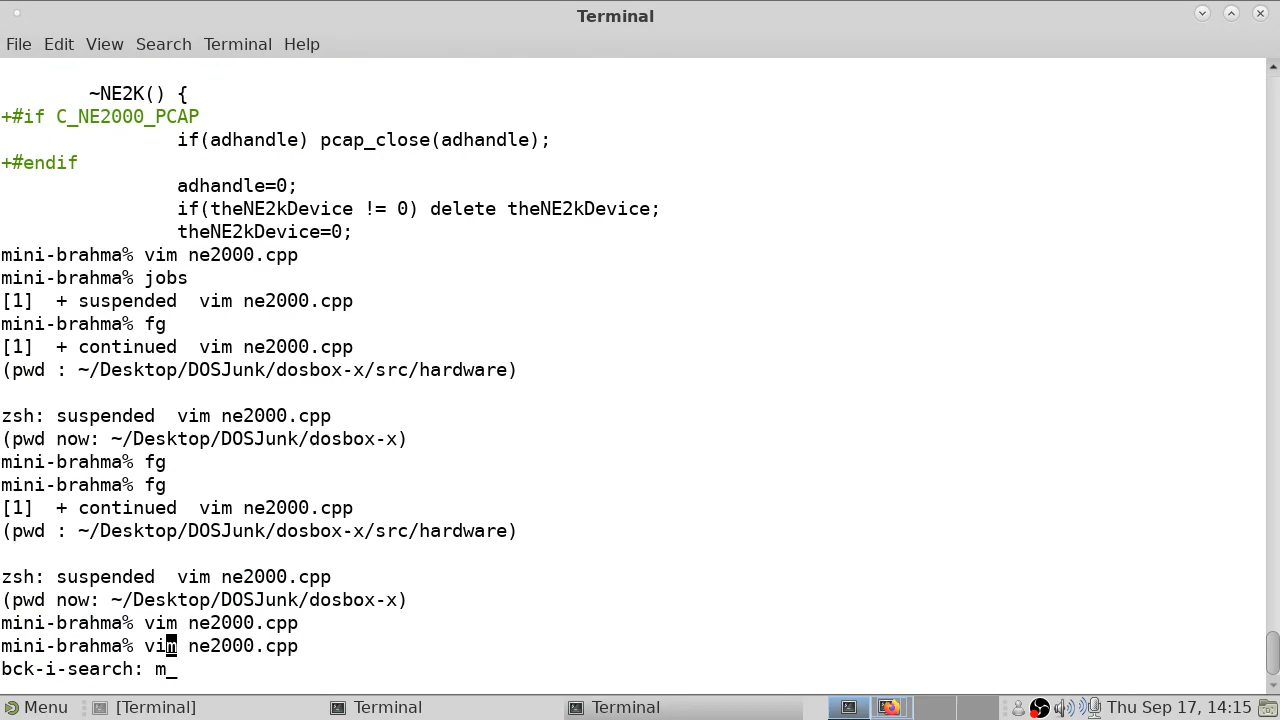 Terminal
File Edit View Search Terminal Help
~NE2K() {
+#if C_NE2000_PCAP
if(adhandle) pcap_close(adhandle);
+#endif
adhandle=0;
if(theNE2kDevice != 0) delete theNE2kDevice;
theNE2kDevice=0;
mini-brahma% vim ne2000.cpp
mini-brahma% jobs
[1]  + suspended  vim ne2000.cpp
mini-brahma% fg
[1]  + continued  vim ne2000.cpp
(pwd : ~/Desktop/DOSJunk/dosbox-x/src/hardware)
zsh: suspended  vim ne2000.cpp
(pwd now: ~/Desktop/DOSJunk/dosbox-x)
mini-brahma% fg
mini-brahma% fg
[1]  + continued  vim ne2000.cpp
(pwd : ~/Desktop/DOSJunk/dosbox-x/src/hardware)
zsh: suspended  vim ne2000.cpp
(pwd now: ~/Desktop/DOSJunk/dosbox-x)
mini-brahma% vim ne2000.cpp
mini-brahma% vim ne2000.cpp
bck-i-search: m_
Menu [Terminal] Terminal Terminal Thu Sep 17, 14:15